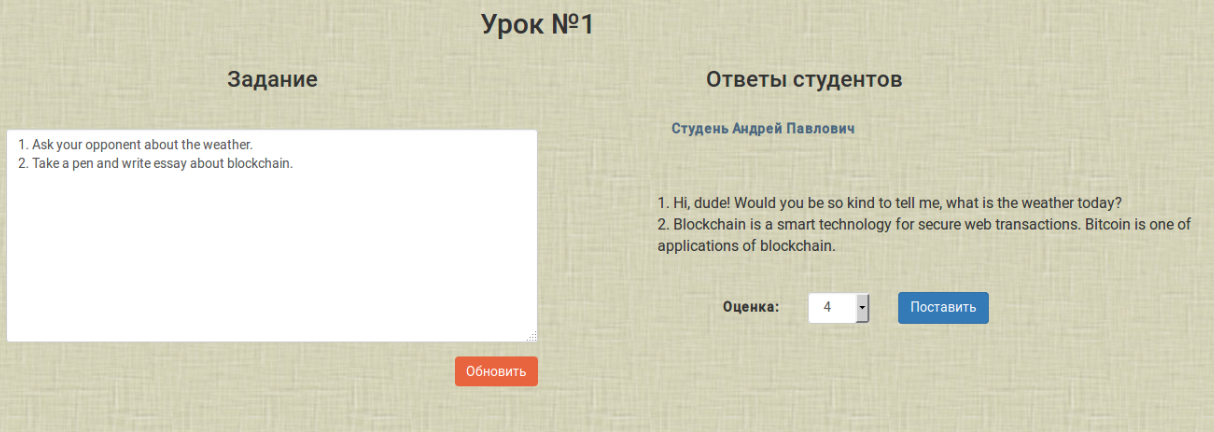 Урок №1
Задание
1. Ask your opponent about the weather.
2. Take a pen and write essay about blockchain.
Обновить
Ответы студентов
Студень Андрей Павлович
1. Hi, dude! Would you be so kind to tell me, what is the weather today?
2. Blockchain is a smart technology for secure web transactions. Bitcoin is one of
applications of blockchain.
Оценка:
4
Поставить